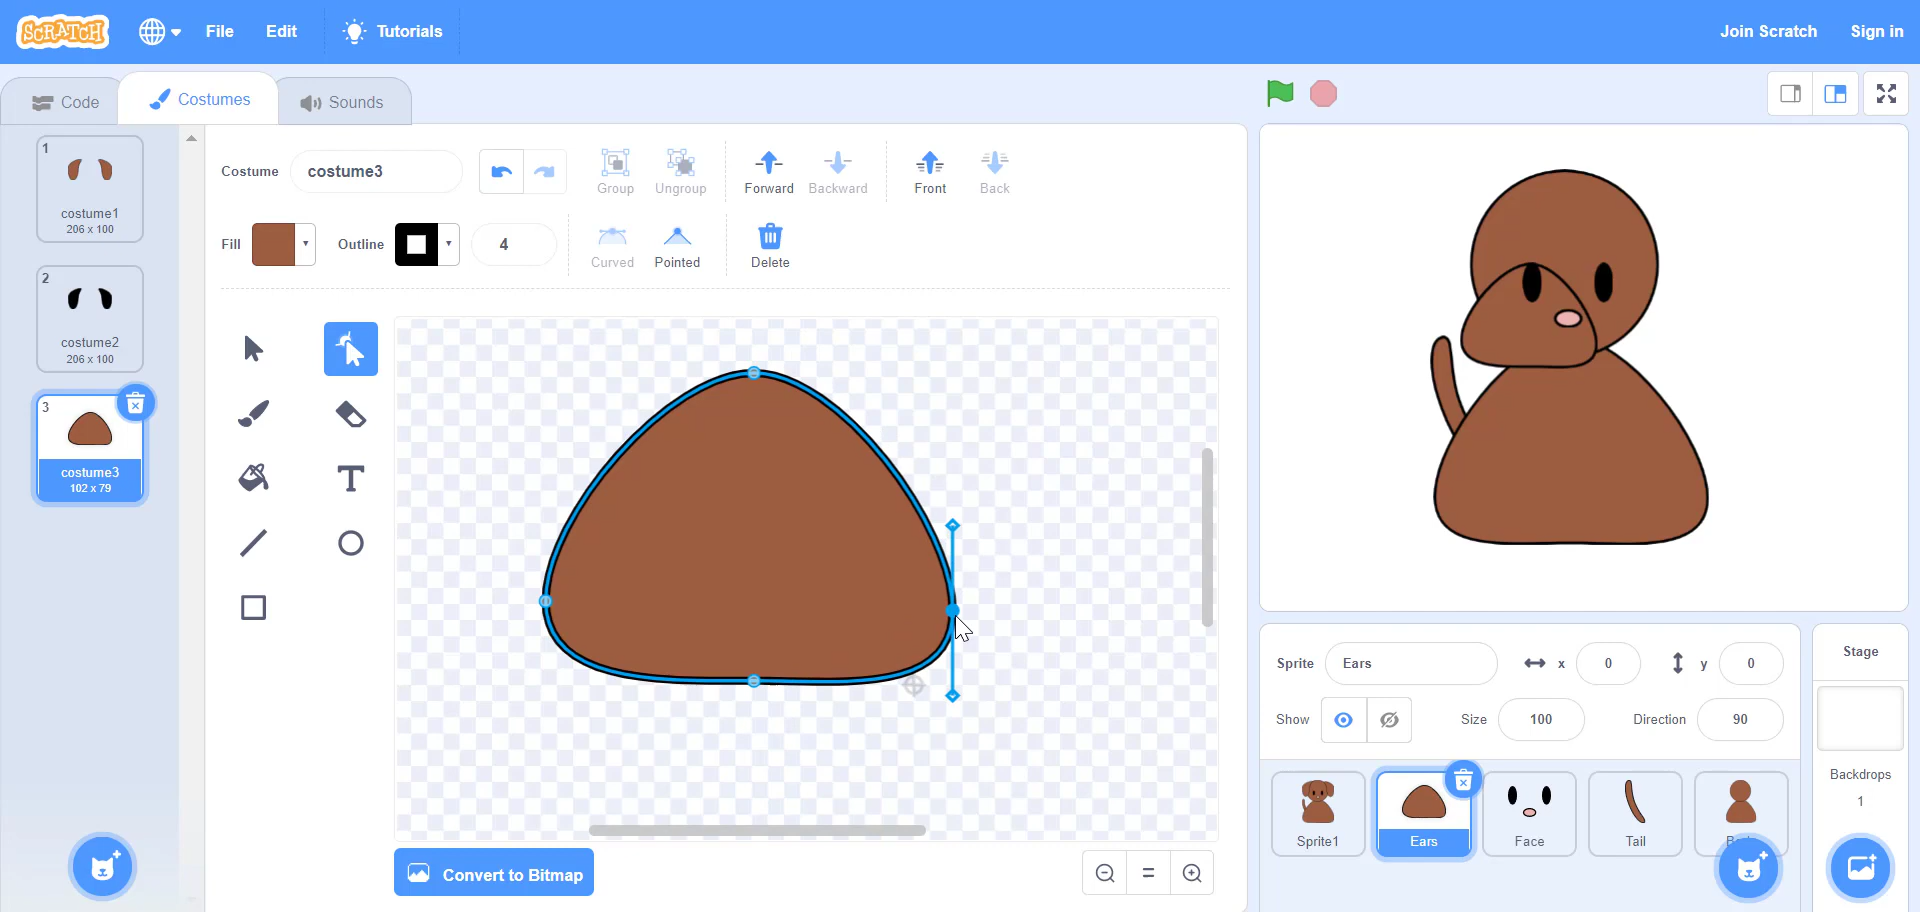 SCRATCH
File
Edit
Tutorials
Join Scratch
Sign in
Code
Costumes
Sounds
1
costume1
206 x 100
2
costume2
206 x 100
3
costume3
102 x 79
Costume
costume3
Group
Ungroup
Forward
Backward
Front
Back
Fill
Outline
4
Curved
Pointed
Delete
T
Convert to Bitmap
Sprite
Ears
x
0
y
0
Show
Size
100
Direction
90
Sprite1
Ears
Face
Tail
Stage
Backdrops
1